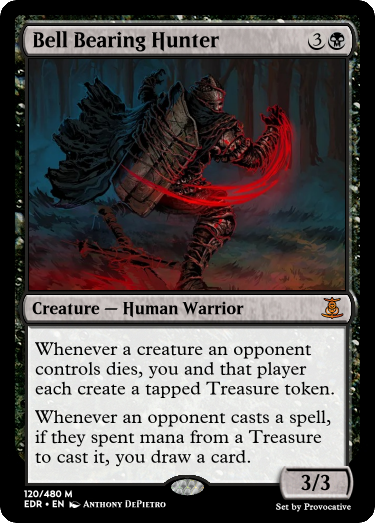 Bell Bearing Hunter 3
Creature — Human Warrior
Whenever a creature an opponent
controls dies, you and that player
each create a tapped Treasure token.
Whenever an opponent casts a spell,
if they spent mana from a Treasure
to cast it, you draw a card.
3/3
120/480 M
EDR • EN Anthony DePietro
Set by Provocative